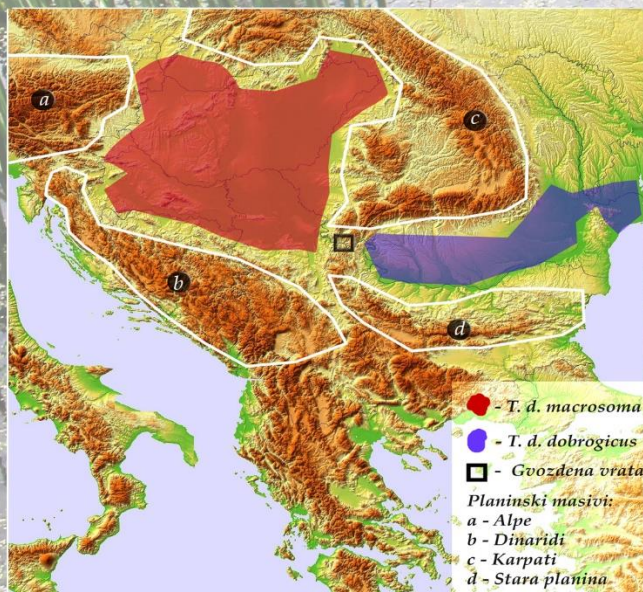 a
c
b
d
- T. d. macrosoma
- T. d. dobrogicus
- Gvozdena vrata
Planinski masivi:
a - Alpe
b - Dinaridi
c - Karpati
d - Stara planina